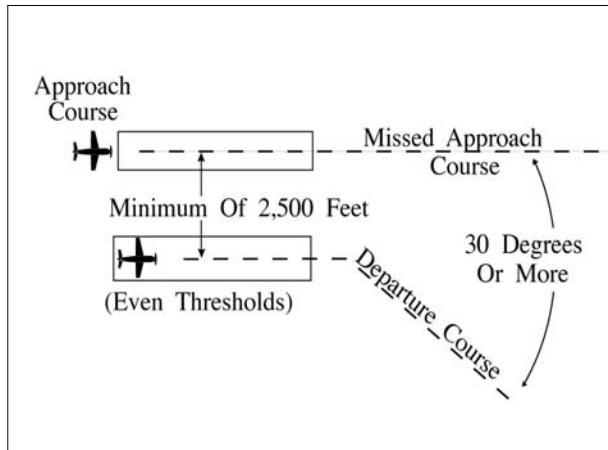 Approach
Course
Missed Approach
Course
Minimum Of 2,500 Feet
30 Degrees
Or More
(Even Thresholds)
Departure Course